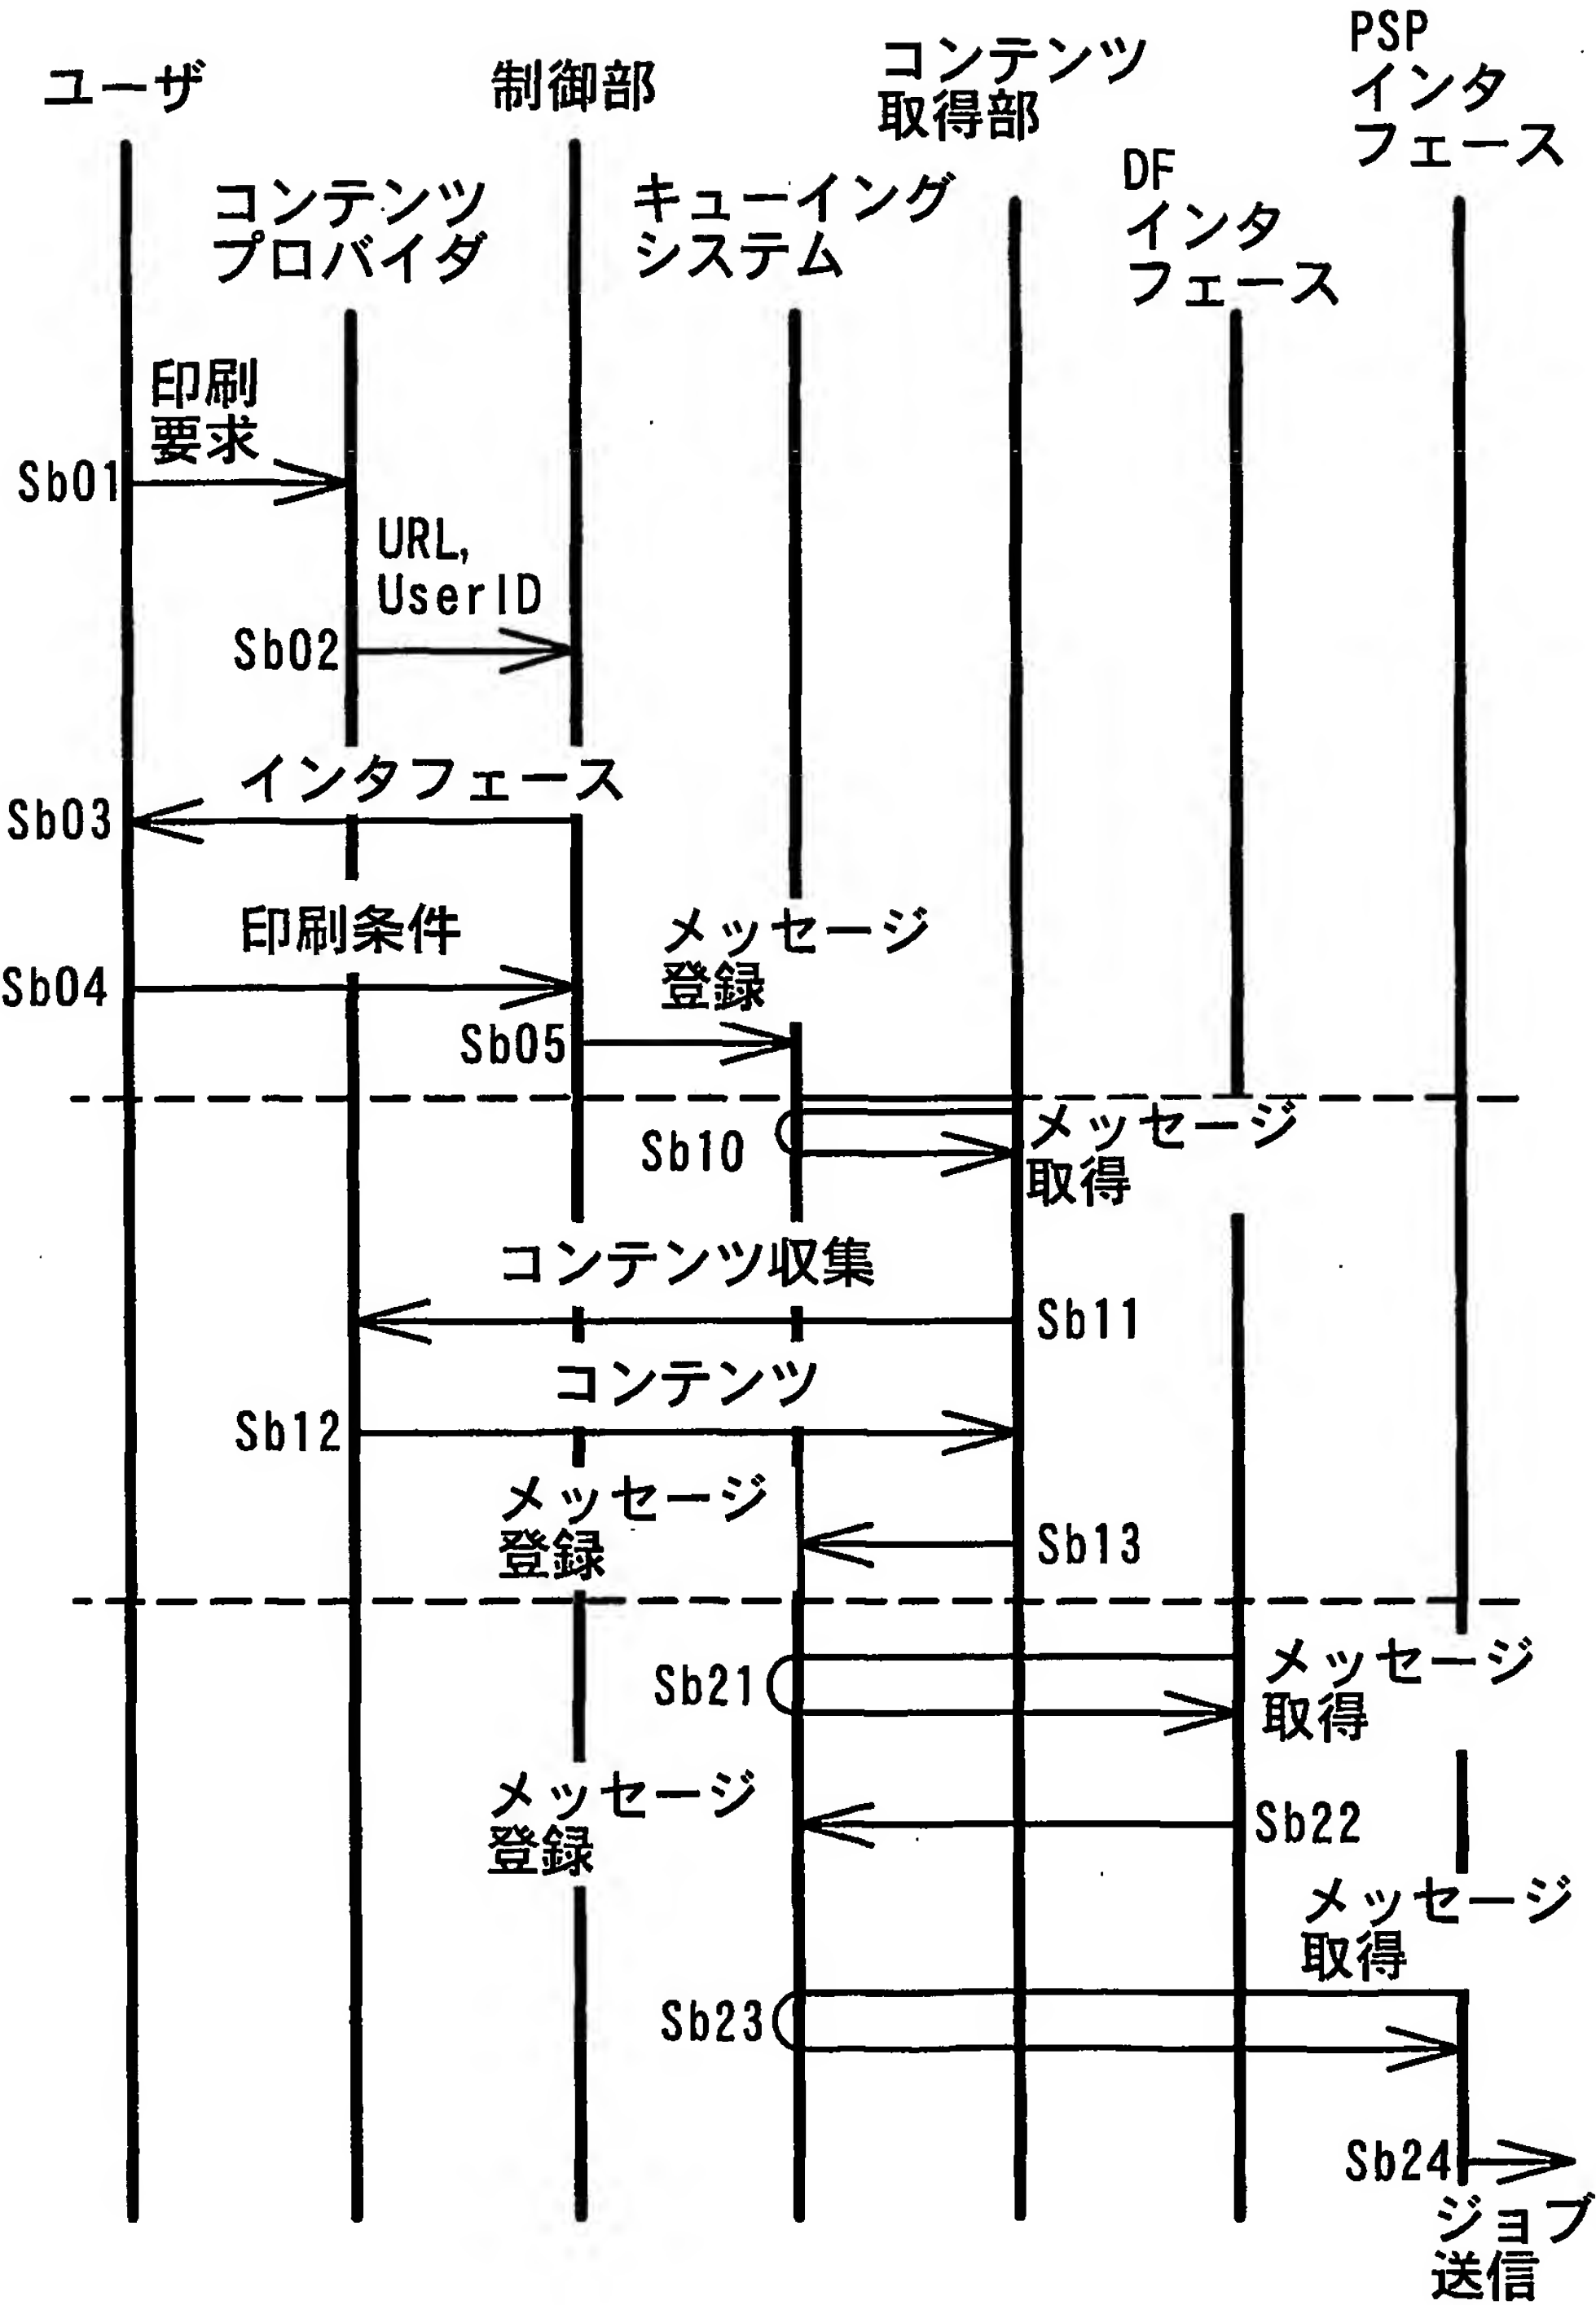 ユーザ
制御部
コンテンツ
取得部
PSP
インタ
フェース
コンテンツ
プロバイダ
キューイング
システム
DF
インタ
フェース
印刷
要求
Sb01
URL,
UserID
Sb02
インタフェース
Sb03
印刷条件
Sb04
メッセージ
登録
Sb05
Sb10
メッセージ
取得
コンテンツ収集
Sb11
コンテンツ
Sb12
メッセージ
登録
Sb13
Sb21
メッセージ
取得
メッセージ
登録
Sb22
メッセージ
取得
Sb23
Sb24
ジョブ
送信